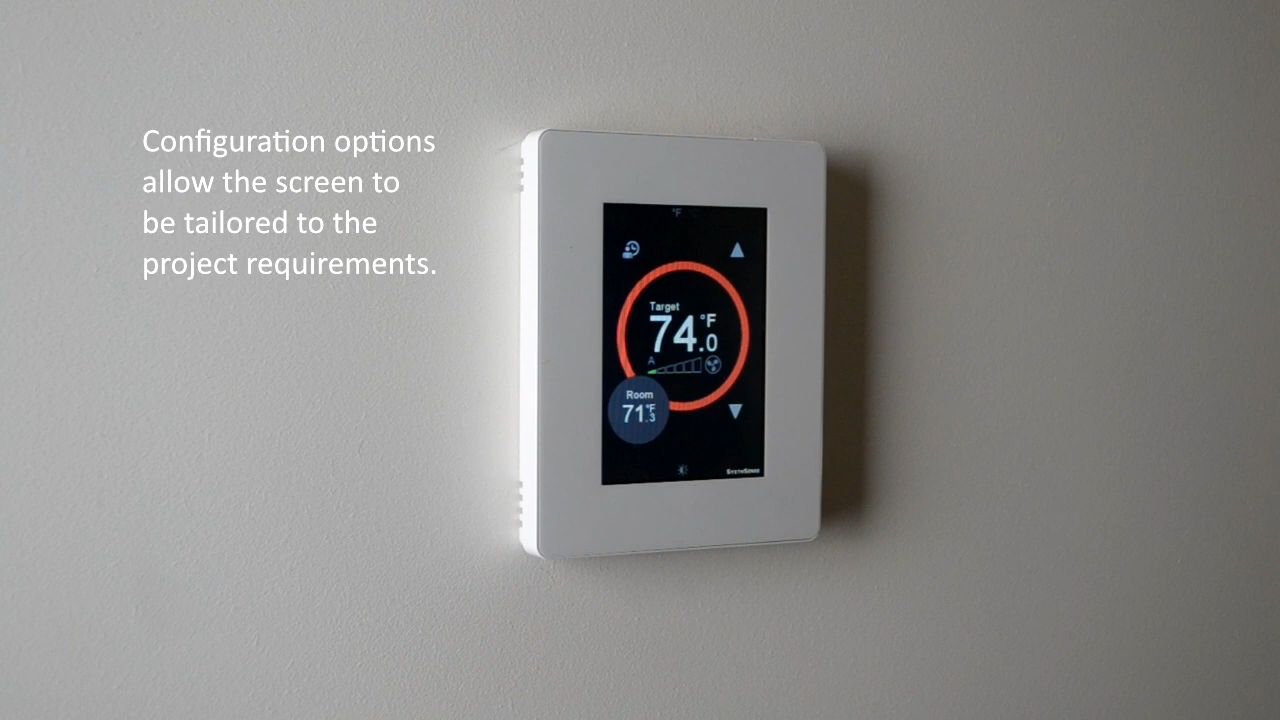 Configuration options
allow the screen to
be tailored to the
project requirements.
°F
Target
74.0 °F
A
Room
71.3 °F